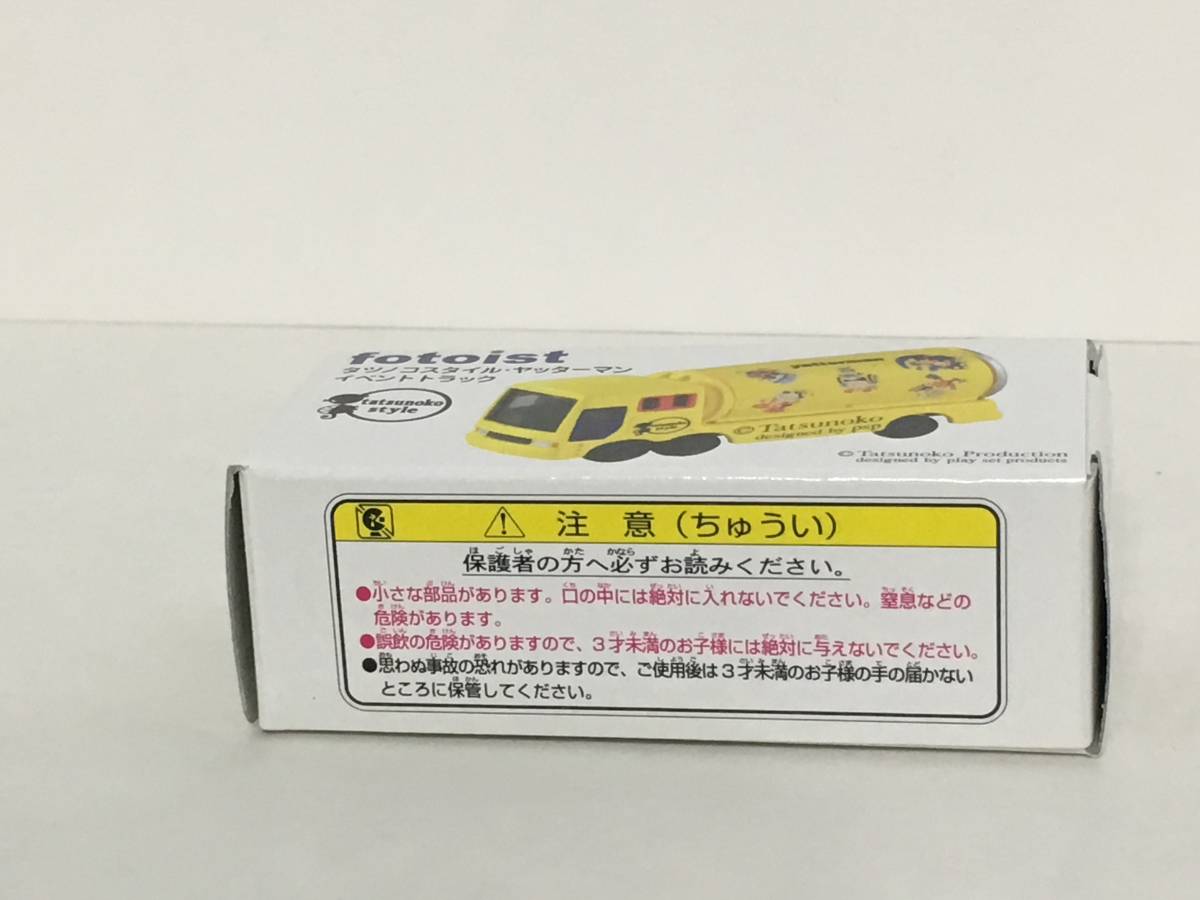 fotoist
タツノコスタイル・ヤッターマン
イベントトラック
tatsunoko
style
yatterman
©Tatsunoko
designed by psp
©Tatsunoko Production
designed by play set products
注 意（ちゅうい）
保護者の方へ必ずお読みください。
●小さな部品があります。口の中には絶対に入れないでください。窒息などの
危険があります。
●誤飲の危険がありますので、3才未満のお子様には絶対に与えないでください。
●思わぬ事故の恐れがありますので、ご使用後は3才未満のお子様の手の届かない
ところに保管してください。